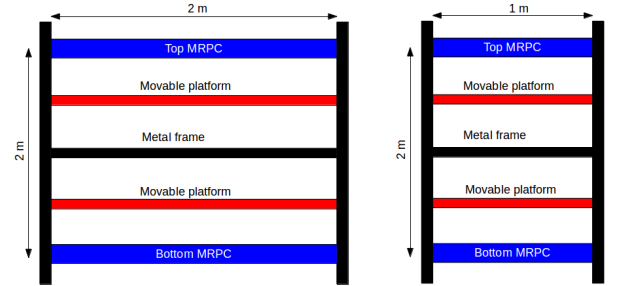 2 m
Top MRPC
Movable platform
Metal frame
2 m
Movable platform
Bottom MRPC
1 m
Top MRPC
Movable platform
Metal frame
2 m
Movable platform
Bottom MRPC